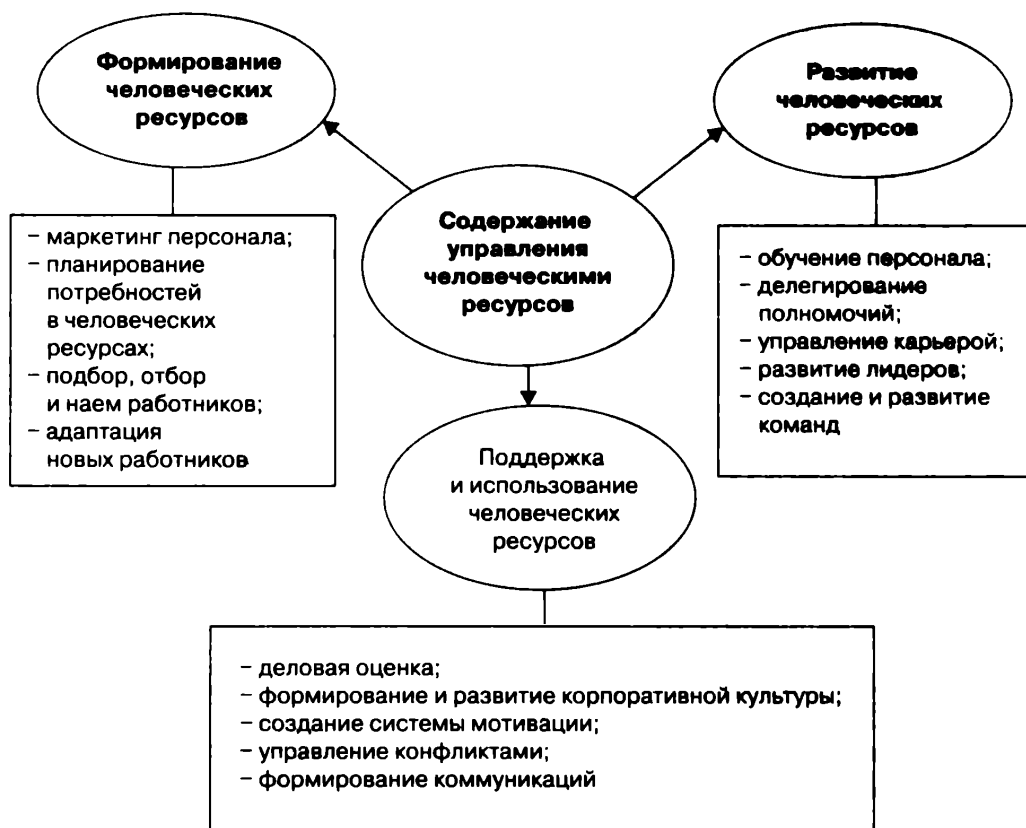 Формирование
человеческих
ресурсов
Развитие
человеческих
ресурсов
Содержание
управления
человеческими
ресурсов
– маркетинг персонала;
– планирование
потребностей
в человеческих
ресурсах;
– подбор, отбор
и наем работников;
– адаптация
новых работников
– обучение персонала;
– делегирование
полномочий;
– управление карьерой;
– развитие лидеров;
– создание и развитие
команд
Поддержка
и использование
человеческих
ресурсов
– деловая оценка;
– формирование и развитие корпоративной культуры;
– создание системы мотивации;
– управление конфликтами;
– формирование коммуникаций